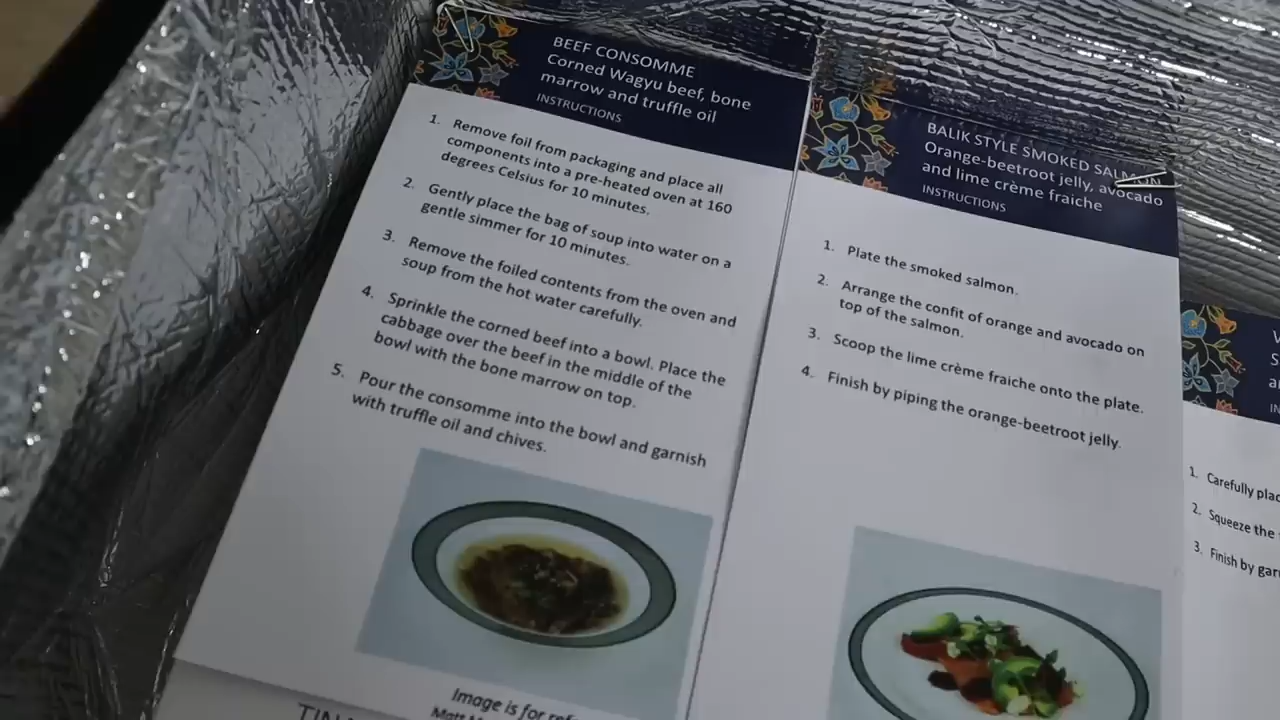 BEEF CONSOMME
Corned Wagyu beef, bone
marrow and truffle oil
INSTRUCTIONS
1. Remove foil from packaging and place all
components into a pre-heated oven at 160
degrees Celsius for 10 minutes.
2. Gently place the bag of soup into water on a
gentle simmer for 10 minutes.
3. Remove the foiled contents from the oven and
soup from the hot water carefully.
4. Sprinkle the corned beef into a bowl. Place the
cabbage over the beef in the middle of the
bowl with the bone marrow on top.
5. Pour the consomme into the bowl and garnish
with truffle oil and chives.
Image is for
BALIK STYLE SMOKED SALMON
Orange-beetroot jelly, avocado
and lime crème fraiche
INSTRUCTIONS
1. Plate the smoked salmon.
2. Arrange the confit of orange and avocado on
top of the salmon.
3. Scoop the lime crème fraiche onto the plate.
4. Finish by piping the orange-beetroot jelly.
1. Carefully
2. Squeeze the
3. Finish by